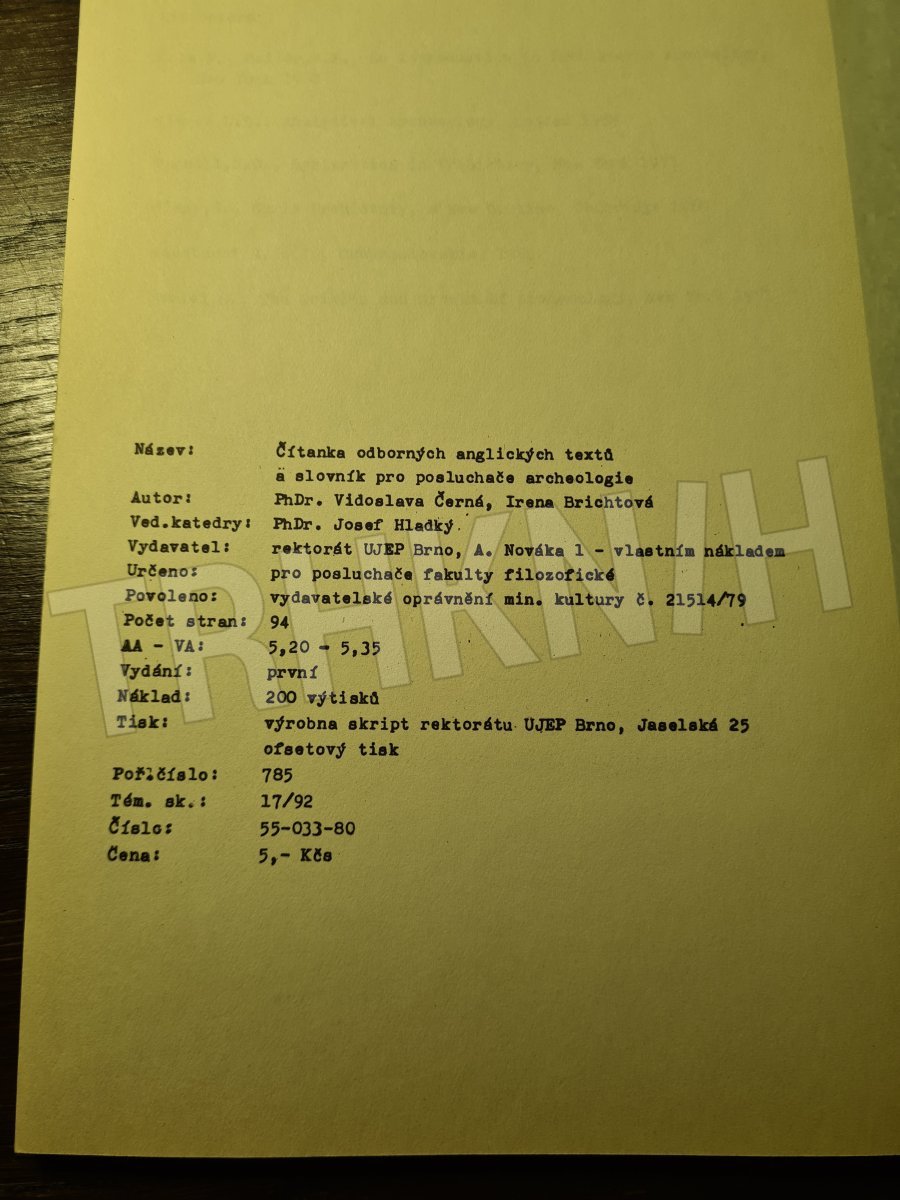 Název: Čítanka odborných anglických textů
a slovník pro posluchače archeologie
Autor: PhDr. Vidoslava Černá, Irena Brichtová
Ved.katedry: PhDr. Josef Hladký
Vydavatel: rektorát UJEP Brno, A. Nováka 1 - vlastním nákladem
Určeno: pro posluchače fakulty filozofické
Povoleno: vydavatelské oprávnění min. kultury č. 21514/79
Počet stran: 94
AA - VA: 5,20 - 5,35
Vydání: první
Náklad: 200 výtisků
Tisk: výrobna skript rektorátu UJEP Brno, Jaselská 25
ofsetový tisk
Poř.číslo: 785
Tém. sk.: 17/92
Číslo: 55-033-80
Cena: 5,- Kčs
TRHKNIH